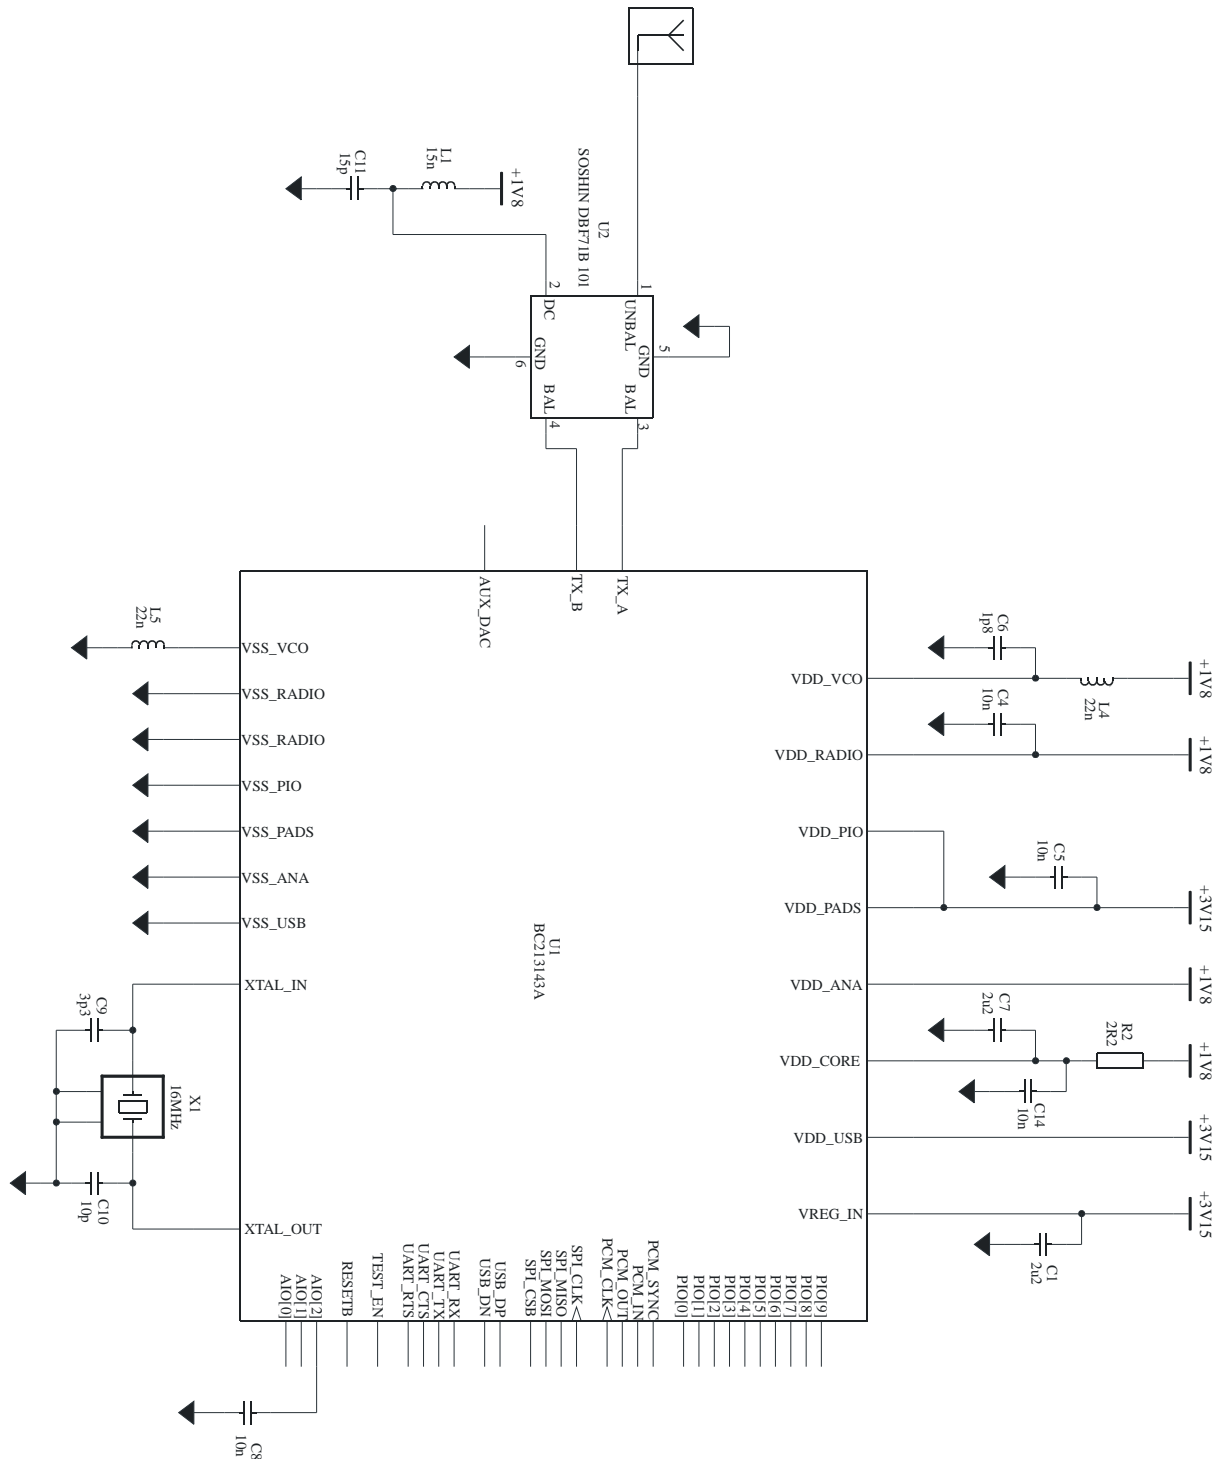 C11
15p
L1
15n
+1V8
U2
SOSHIN DBF71B 101
2
1
DC
UNBAL
GND
6
GND
5
BAL
BAL
4
3
AUX_DAC
TX_B
TX_A
L5
22n
VSS_VCO
VSS_RADIO
VSS_RADIO
VSS_PIO
VSS_PADS
VSS_ANA
VSS_USB
XTAL_IN
C9
3p3
X1
16MHz
C10
10p
XTAL_OUT
U1
BC213143A
VDD_VCO
C6
1p8
L4
22n
+1V8
VDD_RADIO
C4
10n
+1V8
VDD_PIO
VDD_PADS
C5
10n
+3V15
VDD_ANA
+1V8
VDD_CORE
C7
2u2
C14
10n
R2
2R2
+1V8
VDD_USB
+3V15
VREG_IN
C1
2u2
+3V15
AIO[0]
AIO[1]
AIO[2]
RESETB
TEST_EN
UART_RTS
UART_CTS
UART_TX
UART_RX
USB_DN
USB_DP
SPI_CSB
SPI_MOSI
SPI_MISO
SPI_CLK
PCM_CLK
PCM_OUT
PCM_IN
PCM_SYNC
PIO[0]
PIO[1]
PIO[2]
PIO[3]
PIO[4]
PIO[5]
PIO[6]
PIO[7]
PIO[8]
PIO[9]
C8
10n